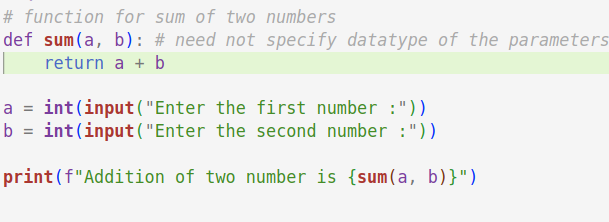 # function for sum of two numbers
def sum(a, b): # need not specify datatype of the parameters
    return a + b
a = int(input("Enter the first number :"))
b = int(input("Enter the second number :"))
print(f"Addition of two number is {sum(a, b)}")